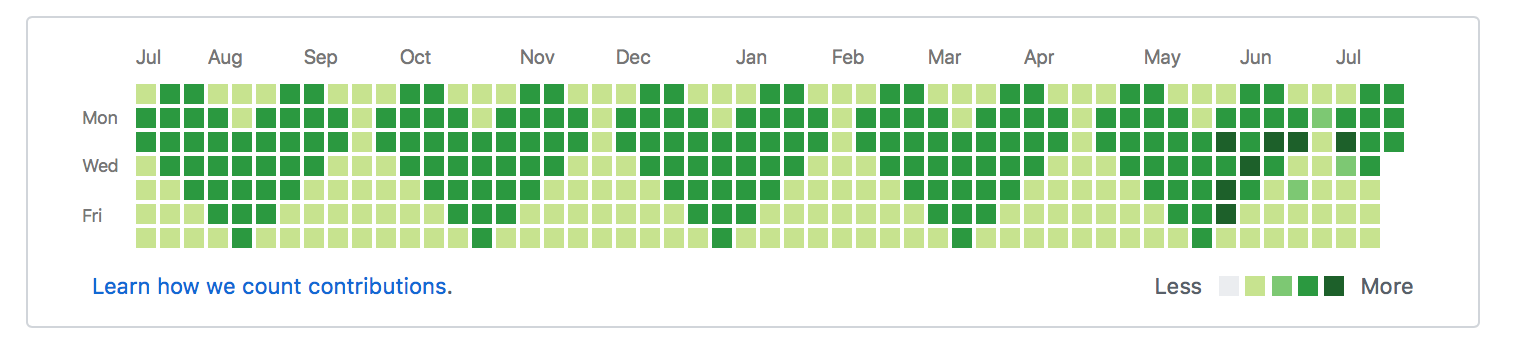 Jul Aug Sep Oct Nov Dec Jan Feb Mar Apr May Jun Jul
Mon
Wed
Fri
Learn how we count contributions. Less More